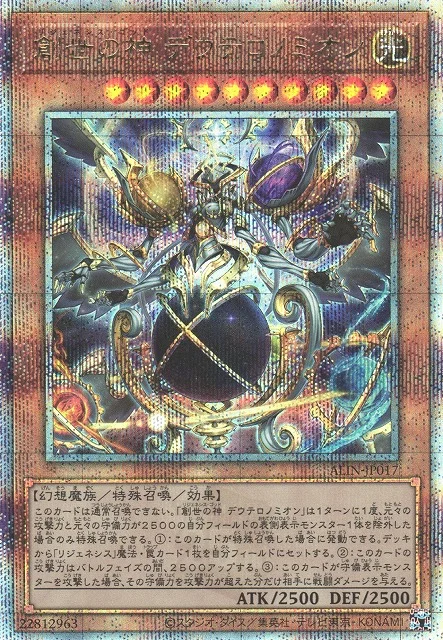 創世の神 デウテロノミオン
光
ALIN-JP017
【幻想魔族／特殊召喚／効果】
このカードは通常召喚できない。「創世の神 デウテロノミオン」は1ターンに1度、元々の
攻撃力と元々の守備力が2500の自分フィールドの表側表示モンスター1体を除外した
場合のみ特殊召喚できる。①：このカードが特殊召喚した場合に発動できる。デッキ
から「リジェネシス」魔法・罠カード1枚を自分フィールドにセットする。②：このカードの
攻撃力はバトルフェイズの間、2500アップする。③：このカードが守備表示モン
スターを攻撃した場合、その守備力を攻撃力が超えた分だけ相手に戦闘ダメージを与える。
ATK/2500 DEF/2500
22812963
©スタジオ・ダイス／集英社・テレビ東京・KONAMI